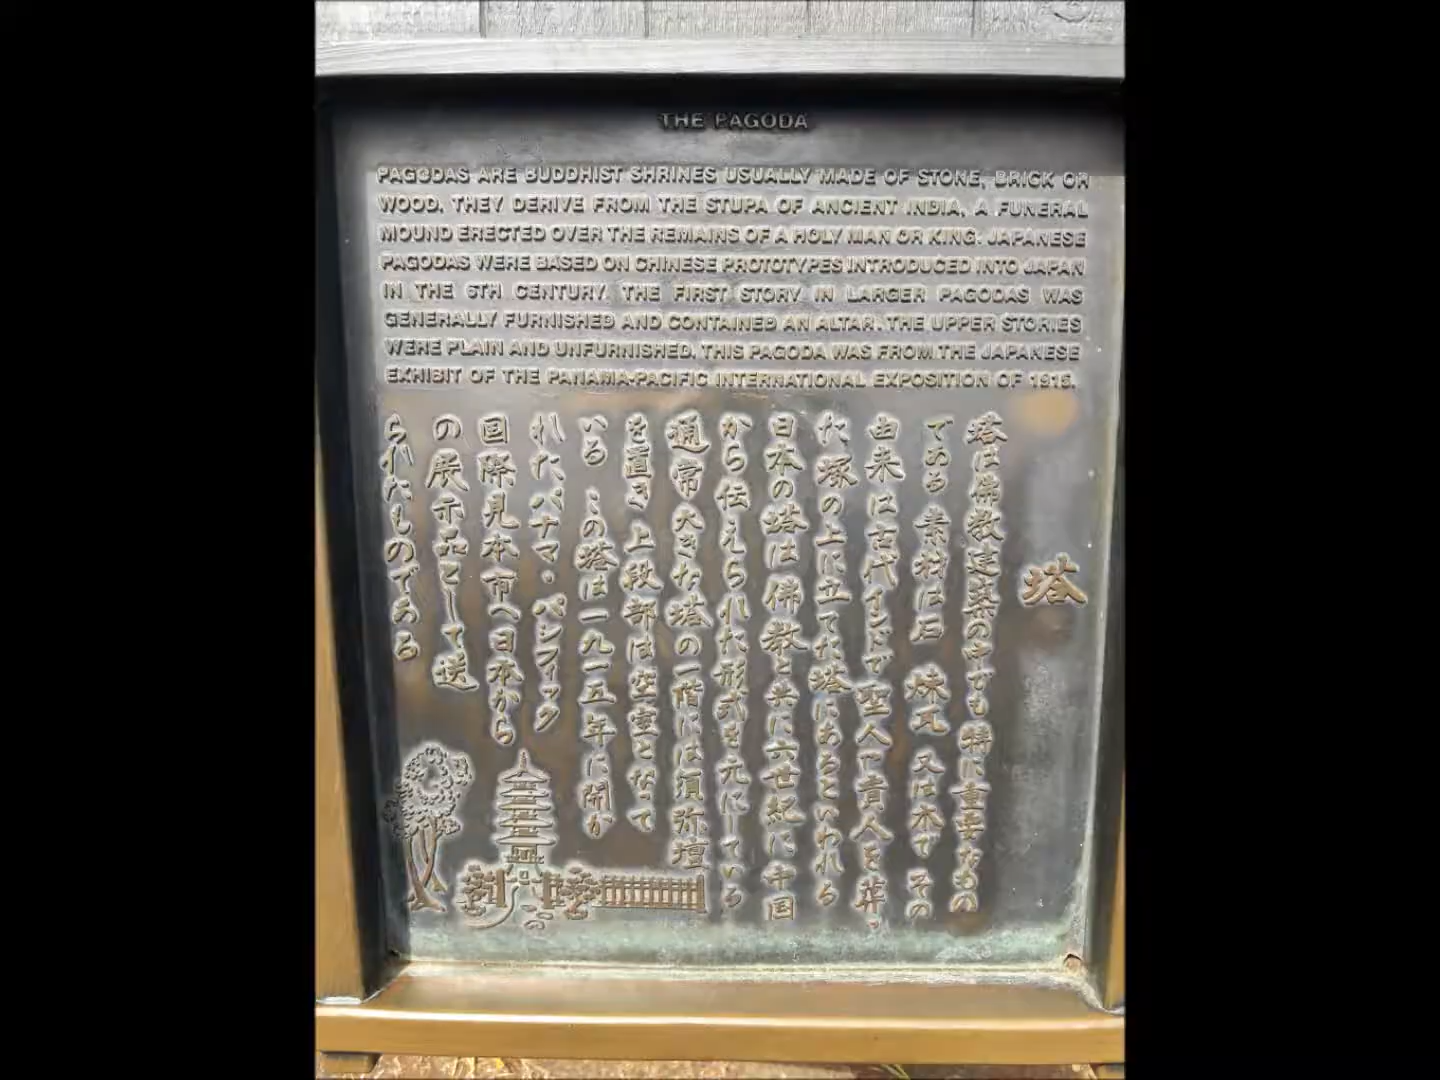 THE PAGODA
PAGODAS ARE BUDDHIST SHRINES USUALLY MADE OF STONE, BRICK OR
WOOD. THEY DERIVE FROM THE STUPA OF ANCIENT INDIA, A FUNERAL
MOUND ERECTED OVER THE REMAINS OF A HOLY MAN OR KING. JAPANESE
PAGODAS WERE BASED ON CHINESE PROTOTYPES INTRODUCED INTO JAPAN
IN THE 6TH CENTURY. THE FIRST STORY IN LARGER PAGODAS WAS
GENERALLY FURNISHED AND CONTAINED AN ALTAR. THE UPPER STORIES
WERE PLAIN AND UNFURNISHED. THIS PAGODA WAS FROM THE JAPANESE
EXHIBIT OF THE PANAMA-PACIFIC INTERNATIONAL EXPOSITION OF 1915.
塔
塔は佛教建築の中でも特に重要なもの
である 素材は石 煉瓦 又は木で その
由来は古代インドで聖人や貴人を葬っ
た塚の上に立てた塔にあるといわれる
日本の塔は佛教と共に六世紀に中国
から伝えられた形式を元にしている
通常大きな塔の一階には須弥壇
を置き 上段部は空室となって
いる この塔は一九一五年に開か
れたパナマ・パシフィック
国際見本市へ日本から
の展示品として送
られたものである